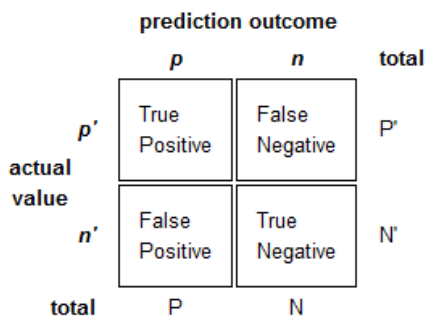 prediction outcome
p n total
p' True Positive False Negative P'
actual value
n' False Positive True Negative N'
total P N